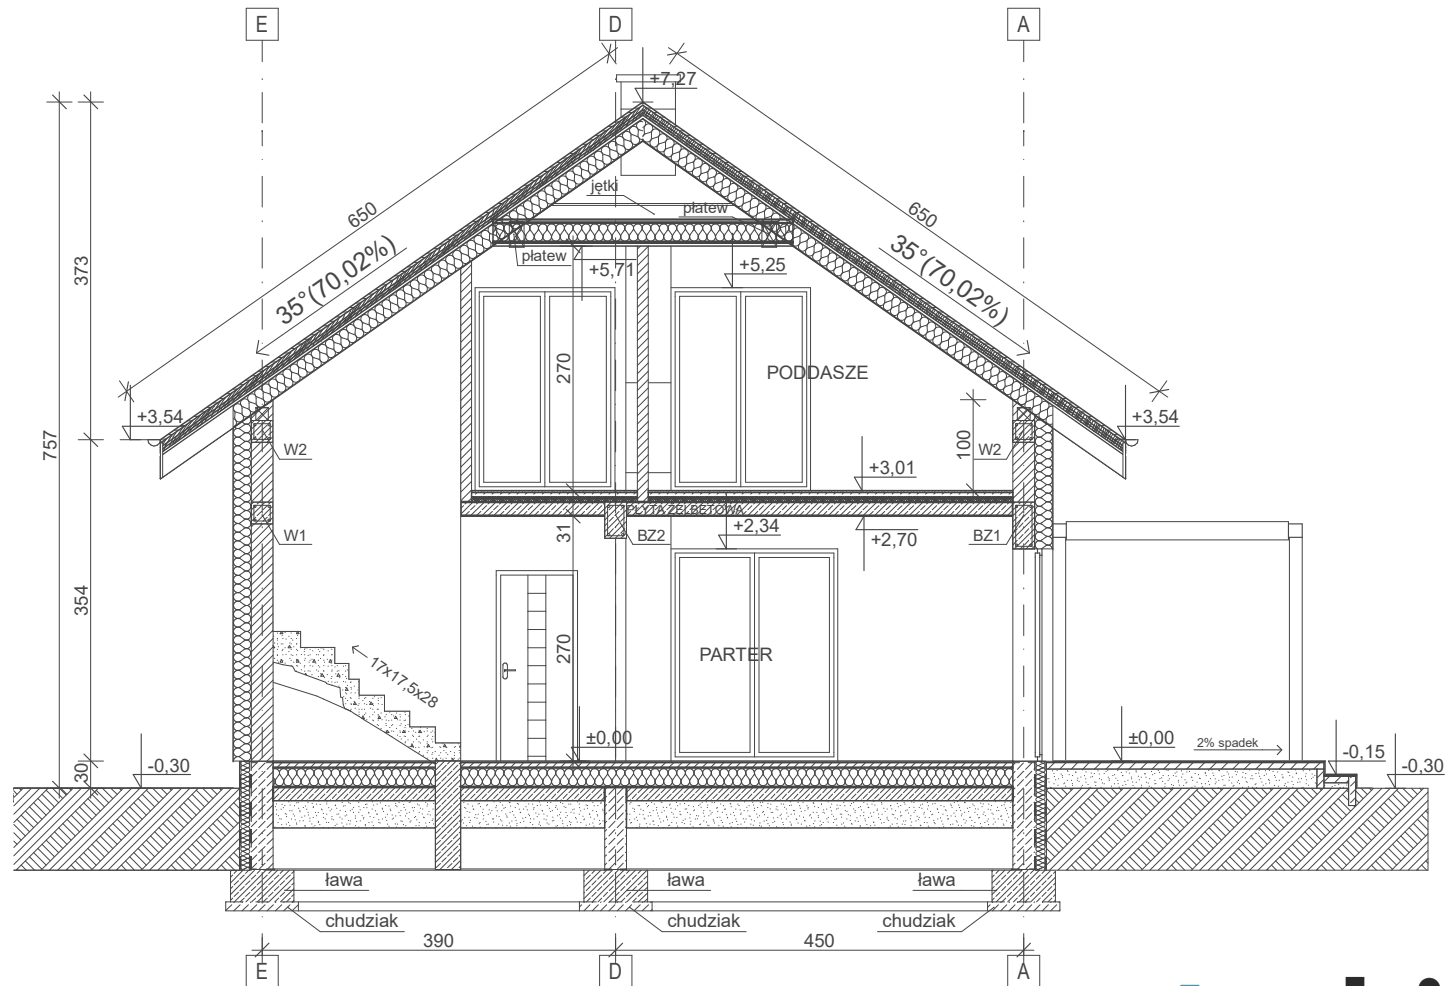 E
D
A
+7,27
jętki
650
płatew
650
35°(70,02%)
płatew
+5,71
+5,25
35°(70,02%)
373
270
PODDASZE
+3,54
+3,54
757
W2
100
W2
+3,01
PŁYTA ŻELBETOWA
W1
31
BZ2
+2,34
+2,70
BZ1
354
270
PARTER
17x17,5x28
±0,00
±0,00
2% spadek
-0,15
30
-0,30
-0,30
ława
ława
ława
chudziak
chudziak
chudziak
390
450
E
D
A